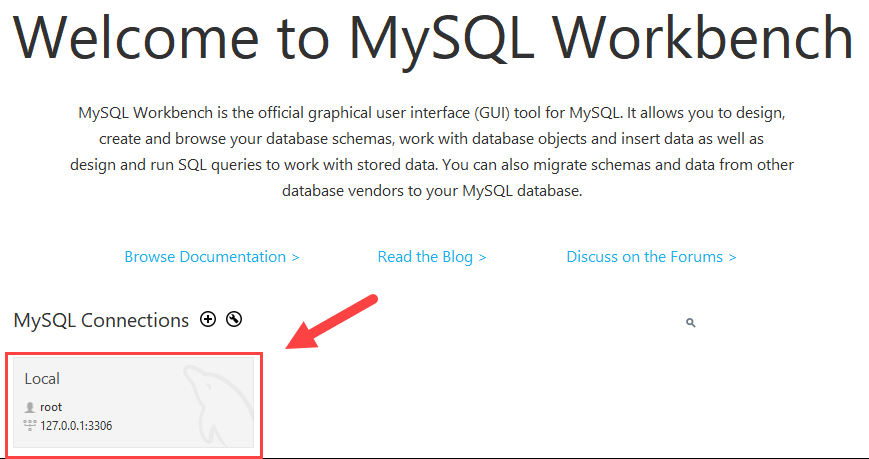 Welcome to MySQL Workbench
MySQL Workbench is the official graphical user interface (GUI) tool for MySQL. It allows you to design,
create and browse your database schemas, work with database objects and insert data as well as
design and run SQL queries to work with stored data. You can also migrate schemas and data from other
database vendors to your MySQL database.
Browse Documentation > Read the Blog > Discuss on the Forums >
MySQL Connections
Local
root
127.0.0.1:3306